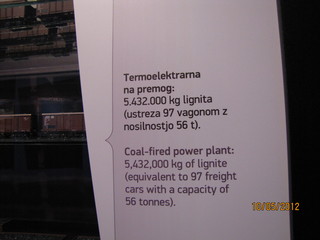 Termoelektrarna
na premog:
5.432.000 kg lignita
(ustreza 97 vagonom z
nosilnostjo 56 t).
Coal-fired power plant:
5,432,000 kg of lignite
(equivalent to 97 freight
cars with a capacity of
56 tonnes).
10/05/2012